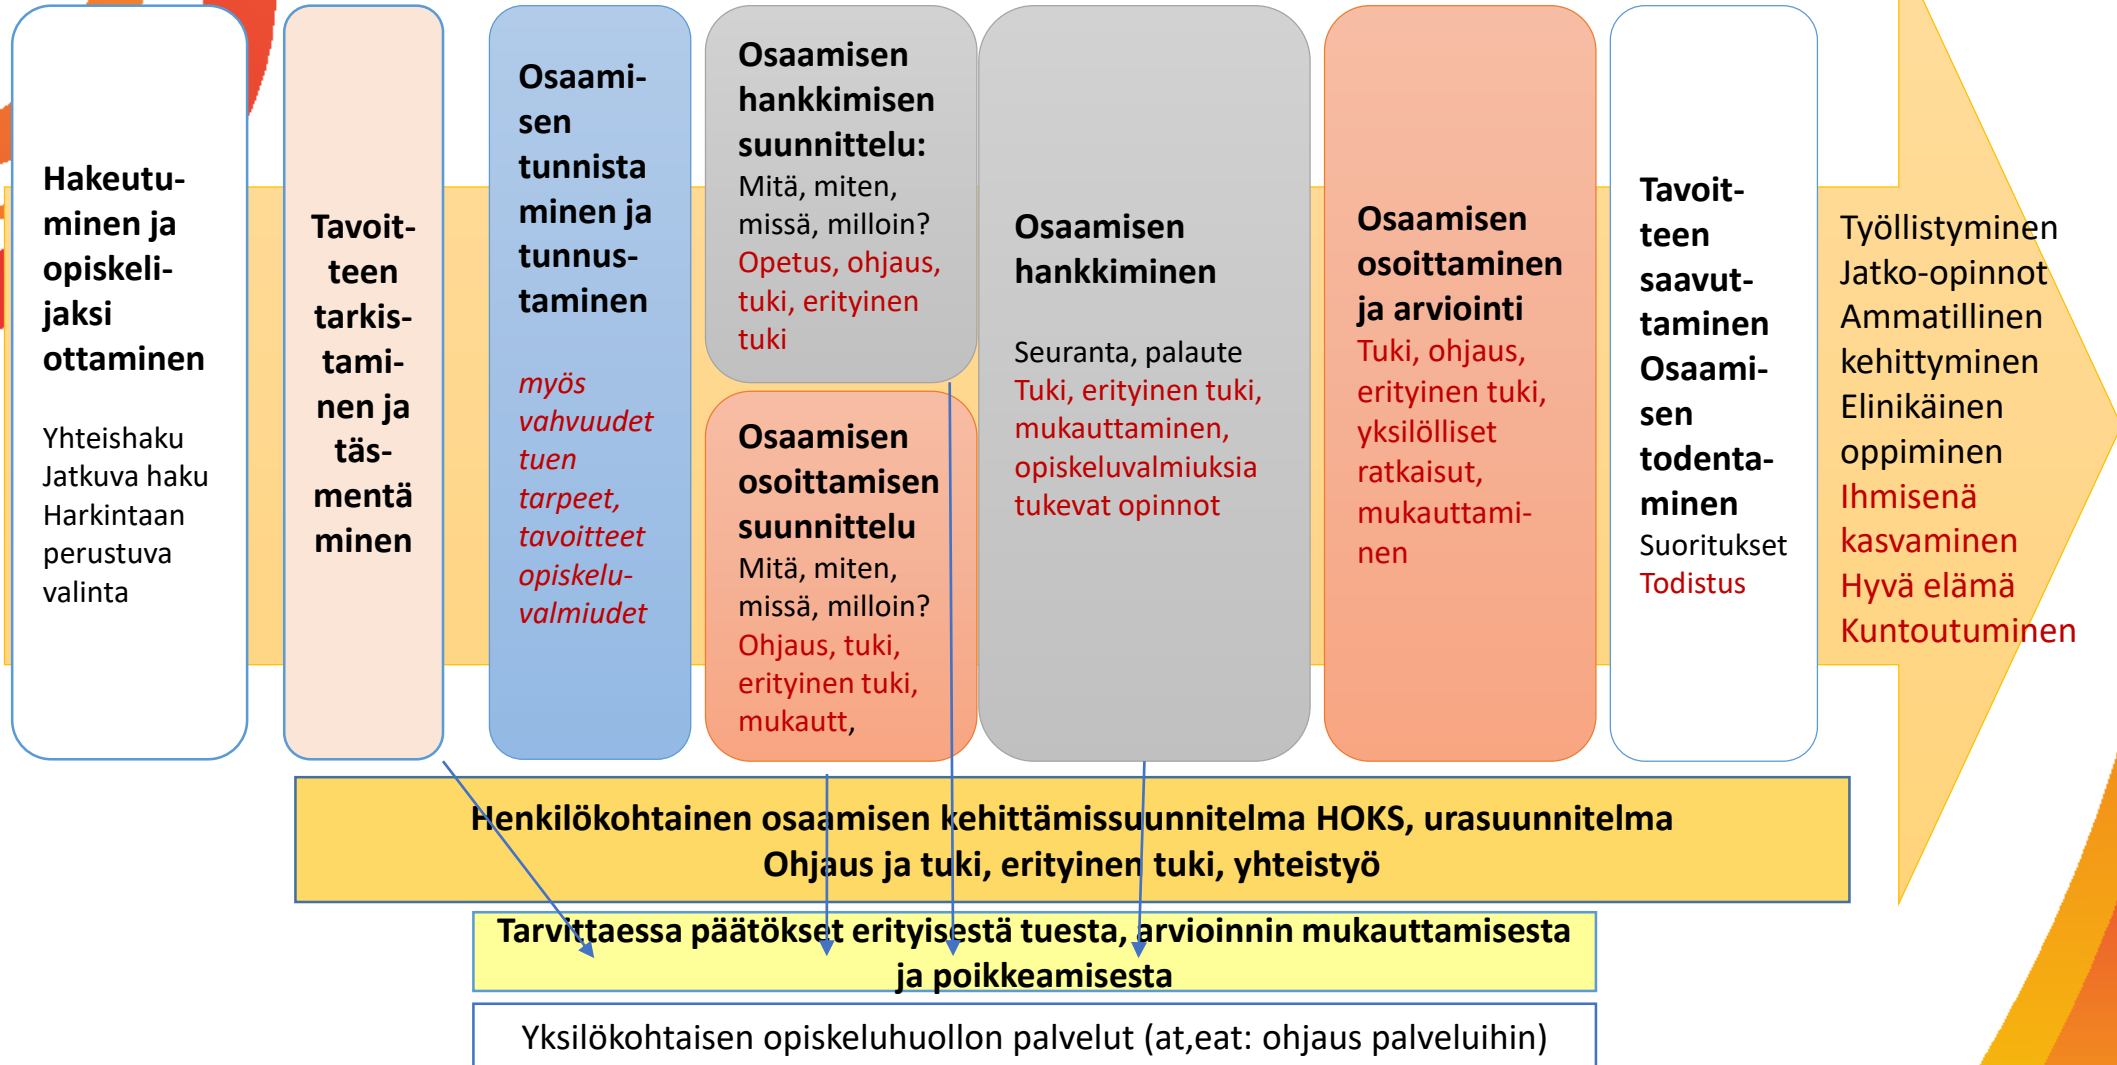 Hakeutu-
minen ja
opiskeli-
jaksi
ottaminen
Yhteishaku
Jatkuva haku
Harkintaan
perustuva
valinta
Tavoit-
teen
tarkis-
tami-
nen ja
täs-
mentä
minen
Osaami-
sen
tunnista
minen ja
tunnus-
taminen
myös
vahvuudet
tuen
tarpeet,
tavoitteet
opiskelu-
valmiudet
Osaamisen
hankkimisen
suunnittelu:
Mitä, miten,
missä, milloin?
Opetus, ohjaus,
tuki, erityinen
tuki
Osaamisen
osoittamisen
suunnittelu
Mitä, miten,
missä, milloin?
Ohjaus, tuki,
erityinen tuki,
mukautt,
Osaamisen
hankkiminen
Seuranta, palaute
Tuki, erityinen tuki,
mukauttaminen,
opiskeluvalmiuksia
tukevat opinnot
Osaamisen
osoittaminen
ja arviointi
Tuki, ohjaus,
erityinen tuki,
yksilölliset
ratkaisut,
mukauttami-
nen
Tavoit-
teen
saavut-
taminen
Osaami-
sen
todenta-
minen
Suoritukset
Todistus
Työllistyminen
Jatko-opinnot
Ammatillinen
kehittyminen
Elinikäinen
oppiminen
Ihmisenä
kasvaminen
Hyvä elämä
Kuntoutuminen
Henkilökohtainen osaamisen kehittämissuunnitelma HOKS, urasuunnitelma
Ohjaus ja tuki, erityinen tuki, yhteistyö
Tarvittaessa päätökset erityisestä tuesta, arvioinnin mukauttamisesta
ja poikkeamisesta
Yksilökohtaisen opiskeluhuollon palvelut (at,eat: ohjaus palveluihin)